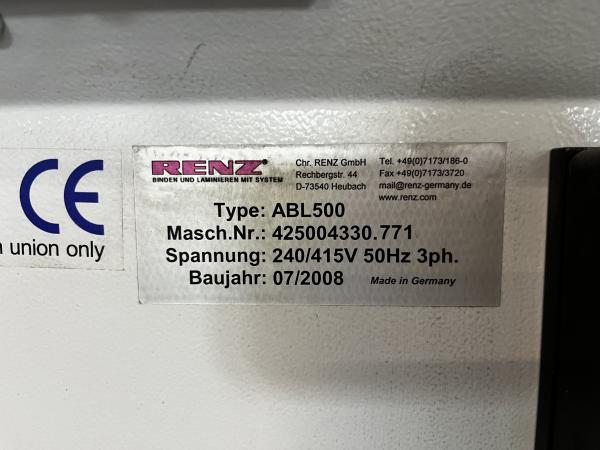 CE
union only
RENZ®
BINDEN UND LAMINIEREN MIT SYSTEM
Chr. RENZ GmbH
Rechbergstr. 44
D-73540 Heubach
Tel. +49(0)7173/186-0
Fax +49(0)7173/3720
mail@renz-germany.de
www.renz.com
Type: ABL500
Masch.Nr.: 425004330.771
Spannung: 240/415V 50Hz 3ph.
Baujahr: 07/2008
Made in Germany